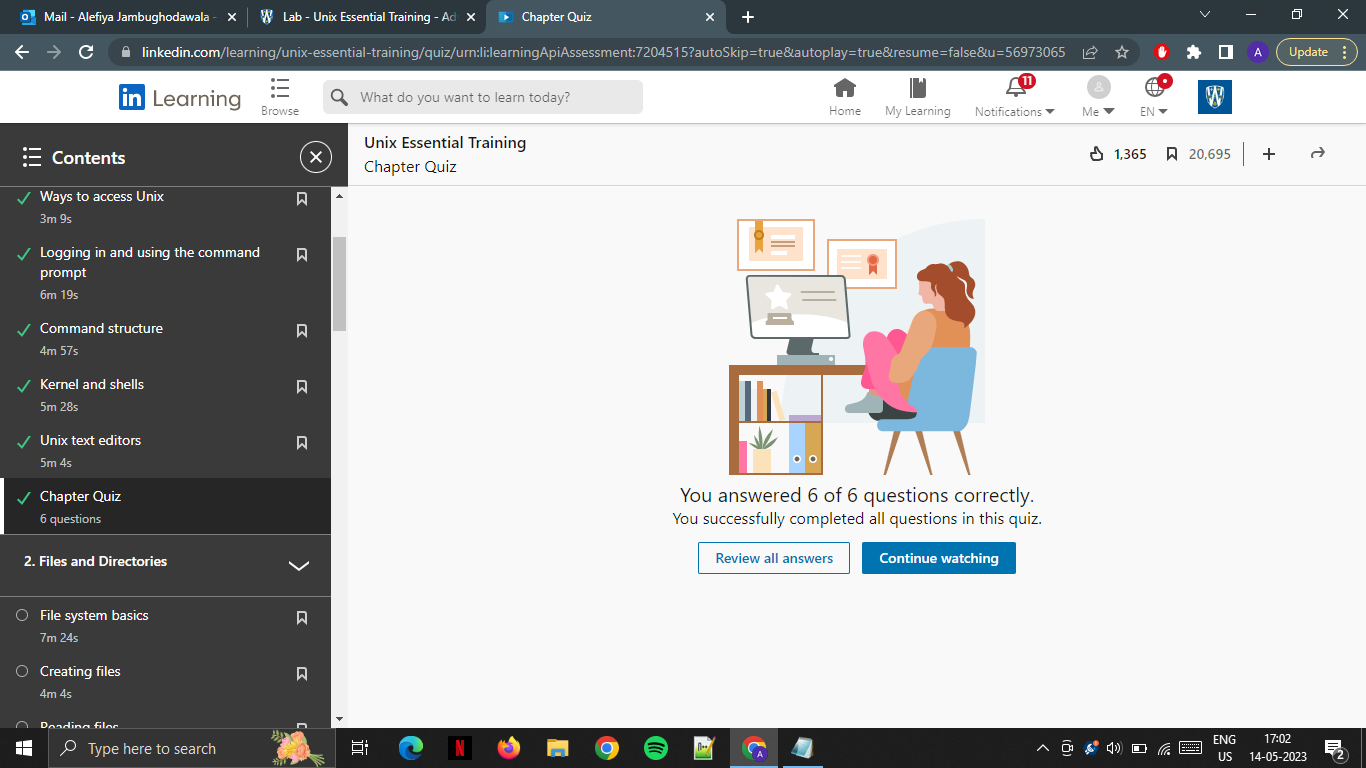 Mail - Alefiya Jambughodawala -
Lab - Unix Essential Training - Ad
Chapter Quiz
linkedin.com/learning/unix-essential-training/quiz/urn:li:learningApiAssessment:7204515?autoSkip=true&autoplay=true&resume=false&u=56973065
A
Update
in Learning
Browse
What do you want to learn today?
Home
My Learning
11
Notifications
Me
EN
W
Contents
Unix Essential Training
Chapter Quiz
1,365
20,695
Ways to access Unix
3m 9s
Logging in and using the command
prompt
6m 19s
Command structure
4m 57s
Kernel and shells
5m 28s
Unix text editors
5m 4s
Chapter Quiz
6 questions
2. Files and Directories
File system basics
7m 24s
Creating files
4m 4s
Reading files
You answered 6 of 6 questions correctly.
You successfully completed all questions in this quiz.
Review all answers
Continue watching
Type here to search
N
A
ENG
US
17:02
14-05-2023
2